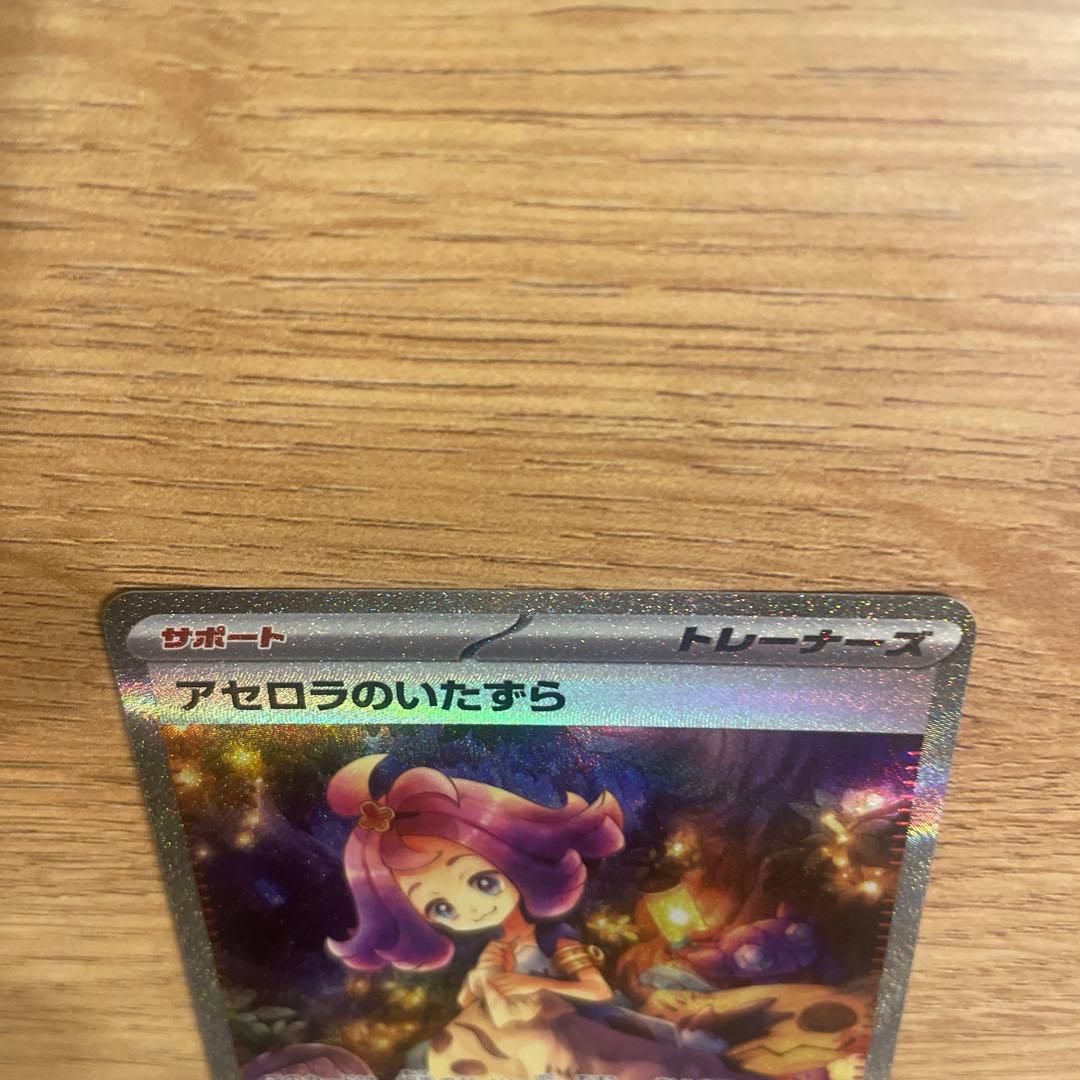 サポート トレーナーズ
アセロラのいたずら